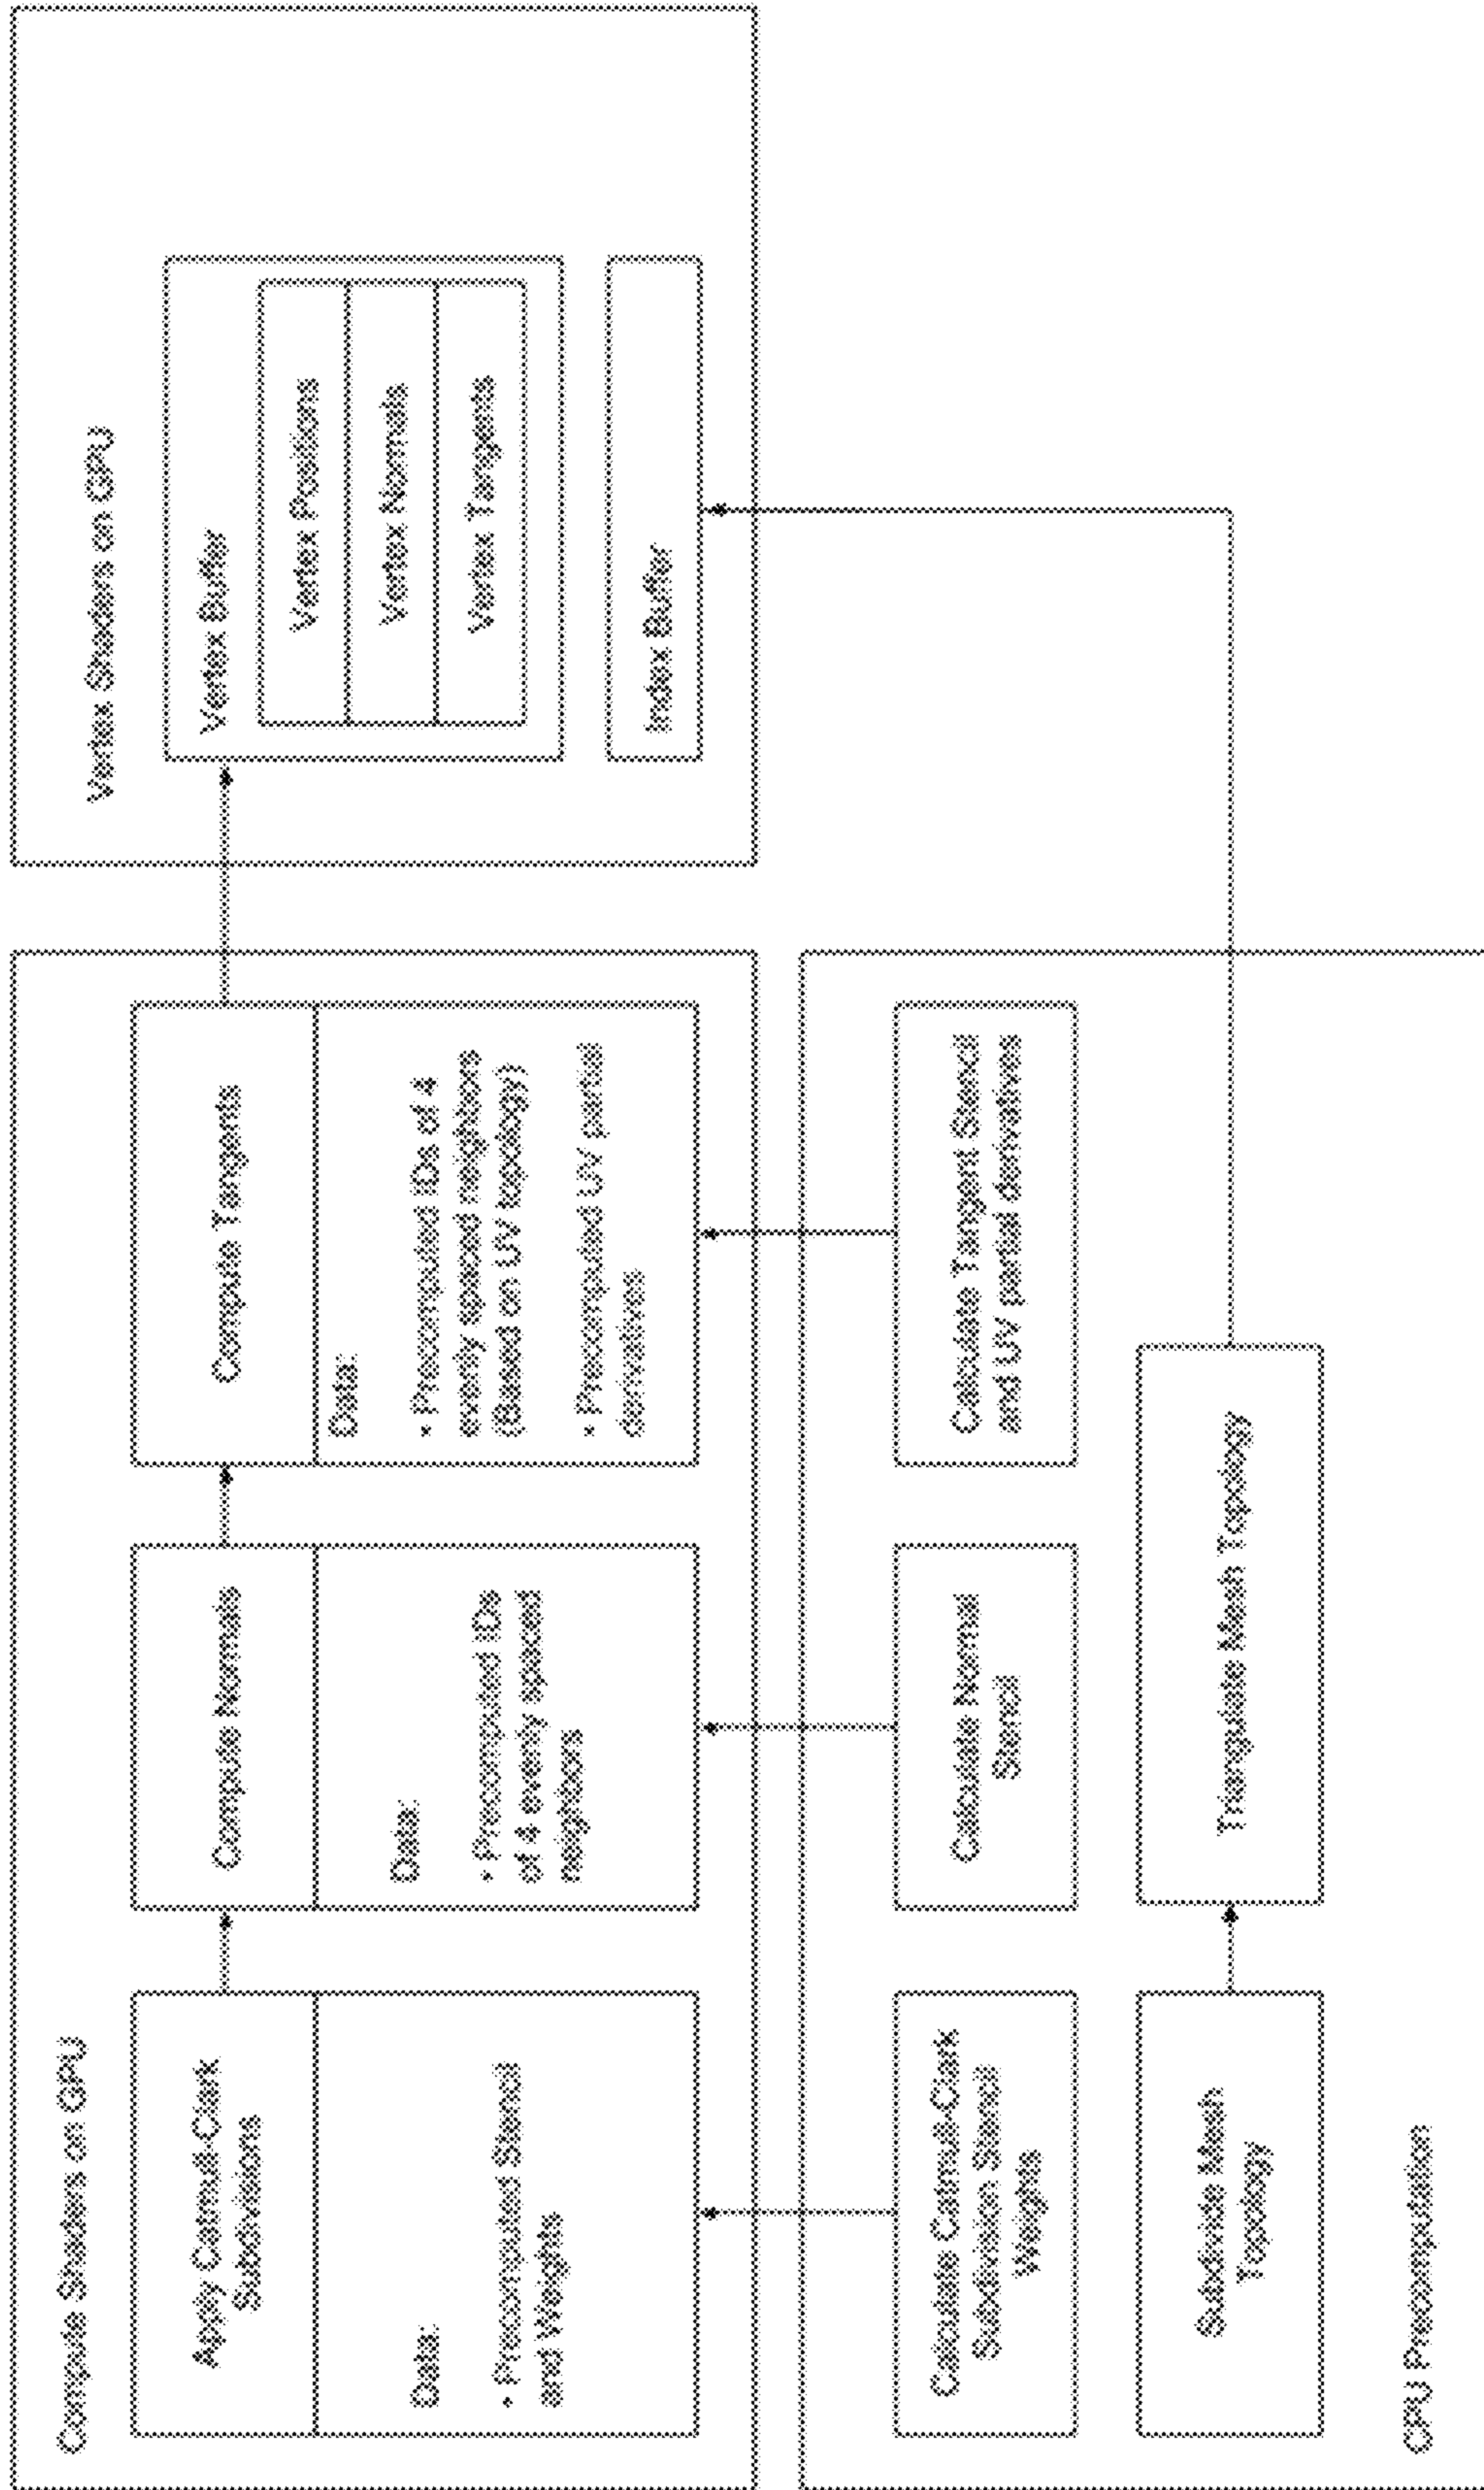 Compute Shaders on GPU
Apply Catmull-Clark
Subdivisions
Data:
• Precomputed Stencil
and Weights
Compute Normals
Data:
• Precomputed IDs
of 4 evenly spaced
neighbors
Compute Tangents
Data:
• Precomputed IDs of 4
evenly spaced neighbors
(Based on UV topology)
• Precomputed UV partial
derivatives
Vertex Shaders on GPU
Vertex Buffer
Vertex Positions
Vertex Normals
Vertex Tangents
Index Buffer
Calculate Catmull-Clark
Subdivision Stencil
Weights
Calculate Normal
Stencil
Calculate Tangent Stencil
and UV partial derivatives
Subdivide Mesh
Topology
Triangulate Mesh Topology
CPU Precomputation